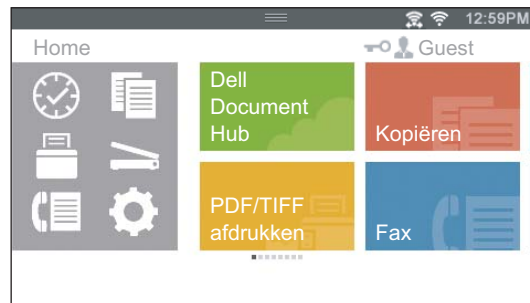 12:59PM
Home
Guest
Dell
Document
Hub
Kopiëren
PDF/TIFF
afdrukken
Fax